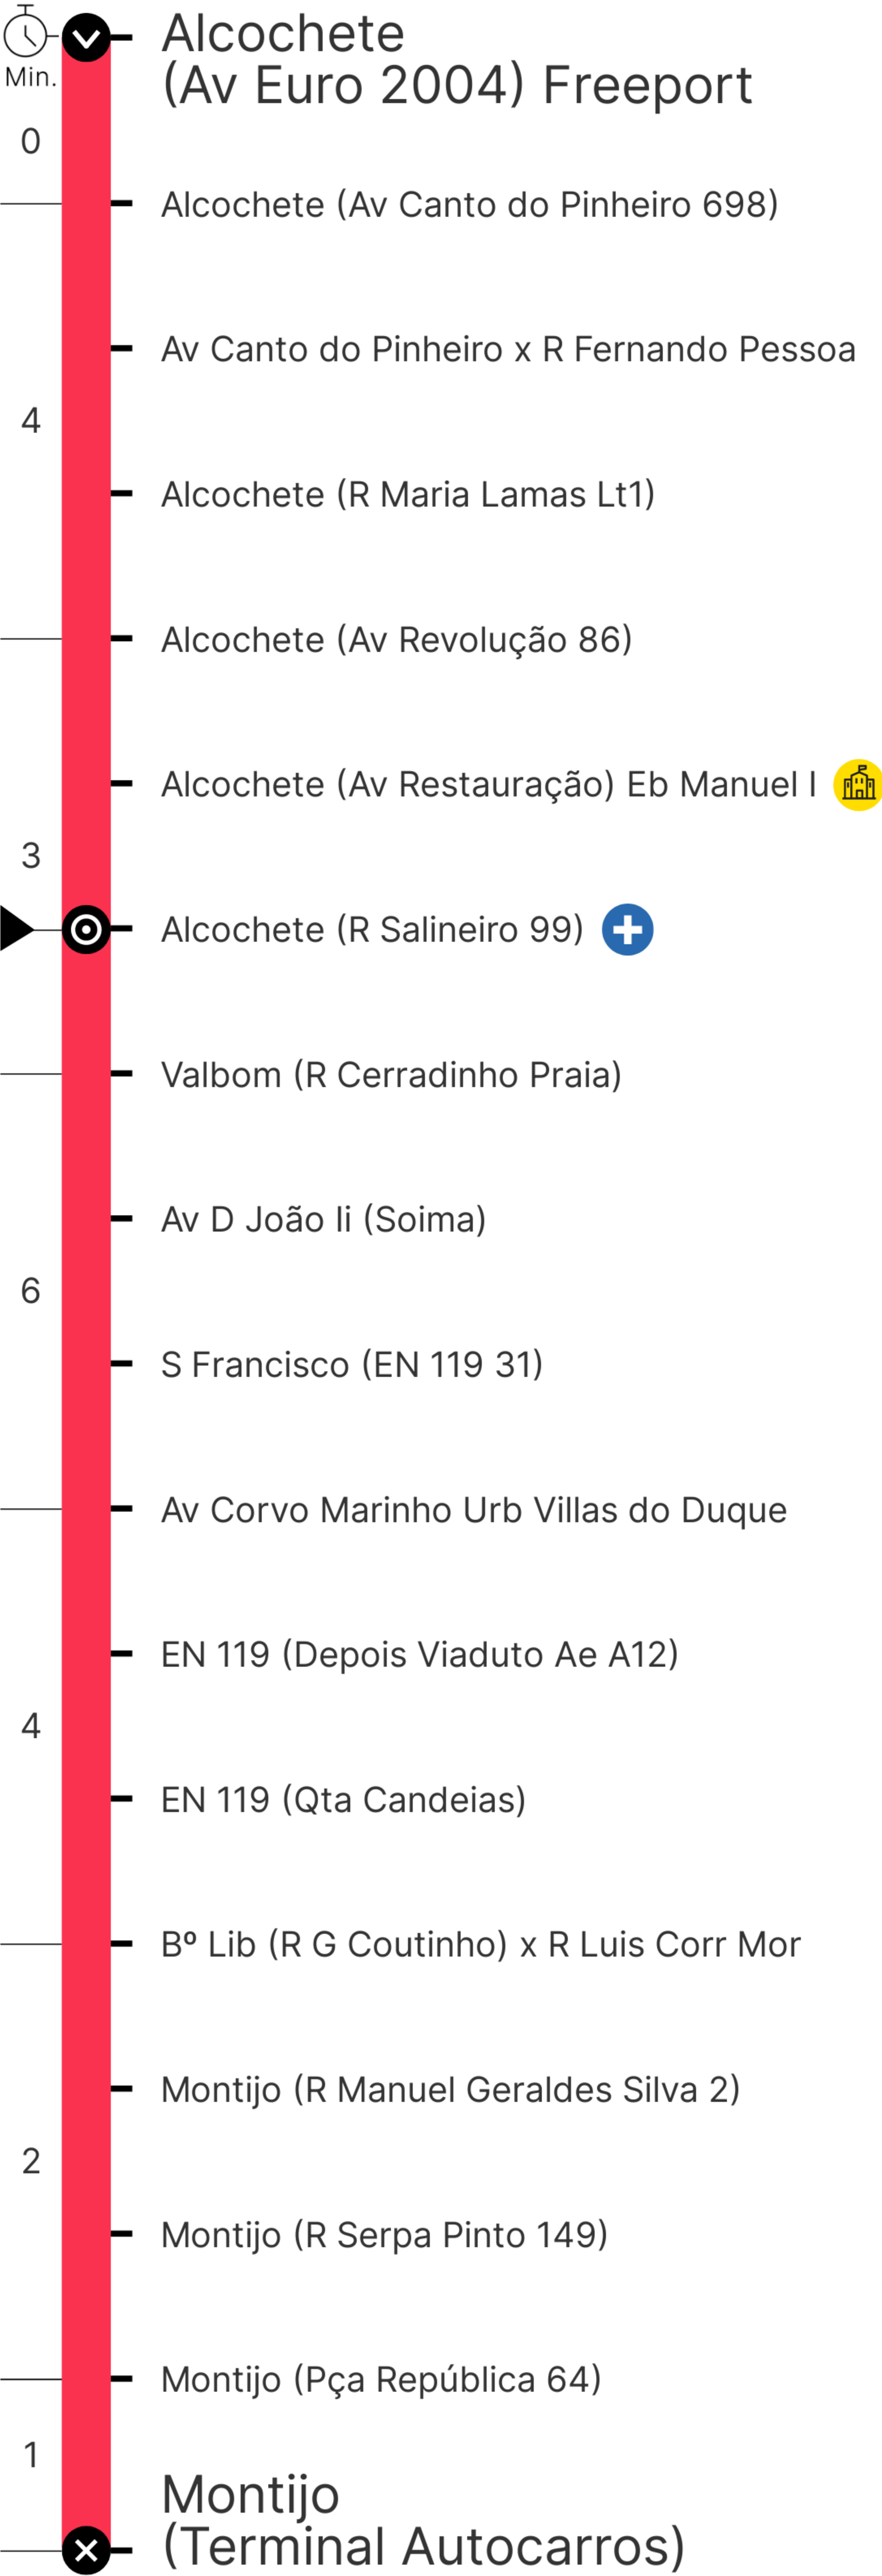 Alcochete
(Av Euro 2004) Freeport
Min.
0
Alcochete (Av Canto do Pinheiro 698)
Av Canto do Pinheiro x R Fernando Pessoa
4
Alcochete (R Maria Lamas Lt1)
Alcochete (Av Revolução 86)
Alcochete (Av Restauração) Eb Manuel I
3
Alcochete (R Salineiro 99)
Valbom (R Cerradinho Praia)
Av D João Ii (Soima)
6
S Francisco (EN 119 31)
Av Corvo Marinho Urb Villas do Duque
EN 119 (Depois Viaduto Ae A12)
4
EN 119 (Qta Candeias)
Bº Lib (R G Coutinho) x R Luis Corr Mor
Montijo (R Manuel Geraldes Silva 2)
2
Montijo (R Serpa Pinto 149)
Montijo (Pça República 64)
1
Montijo
(Terminal Autocarros)